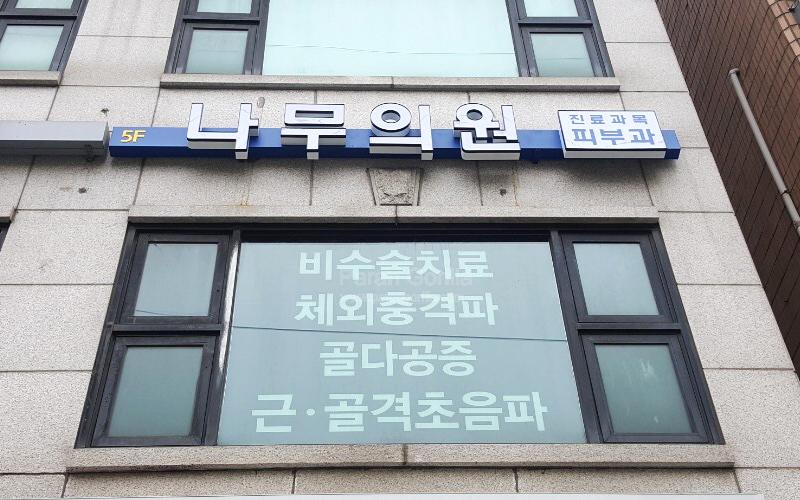 5F 나무의원 진료과목
피부과
비수술치료
체외충격파
골다공증
근·골격초음파